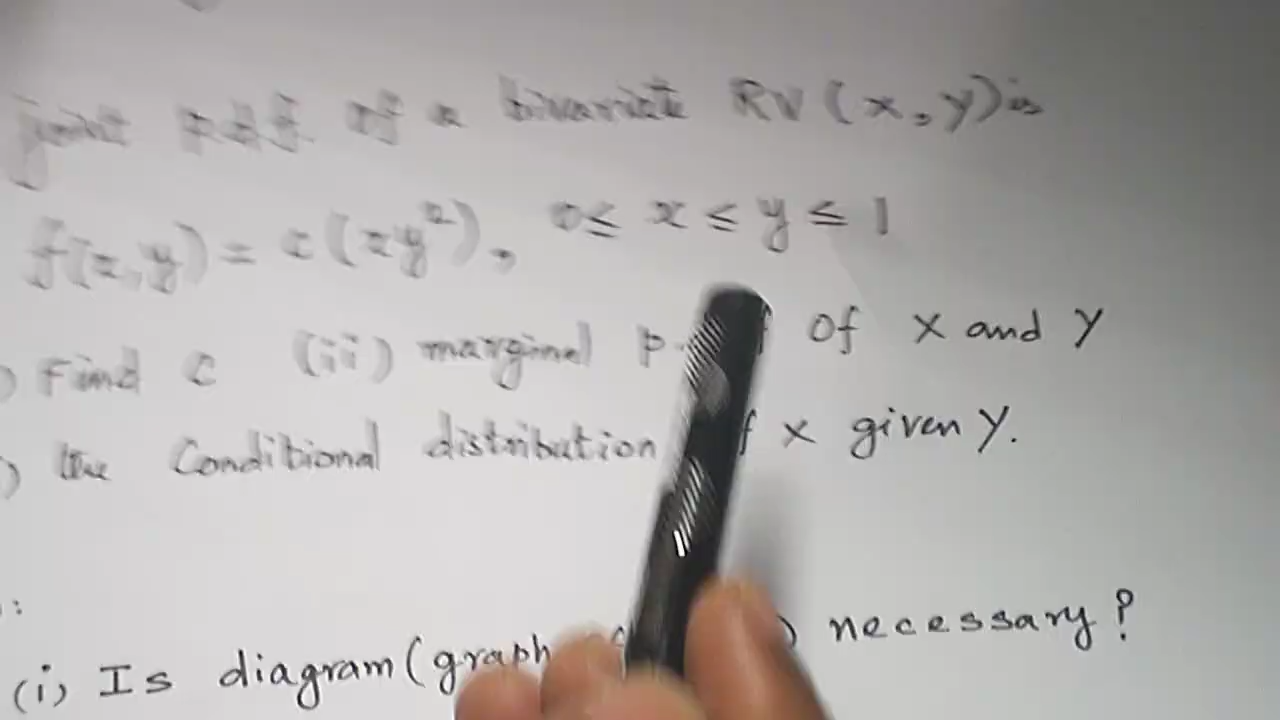 joint pdf of a bivariate RV (x, y) is
f(x,y) = c(xy²), 0 ≤ x ≤ y ≤ 1
) Find c (ii) marginal of X and Y
) the Conditional distribution X given Y.
:
(i) Is diagram (graph ) necessary?